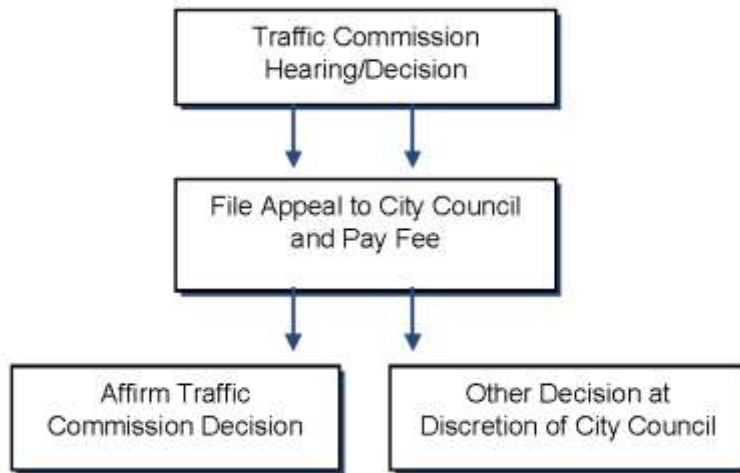 Traffic Commission
Hearing/Decision
File Appeal to City Council
and Pay Fee
Affirm Traffic
Commission Decision
Other Decision at
Discretion of City Council